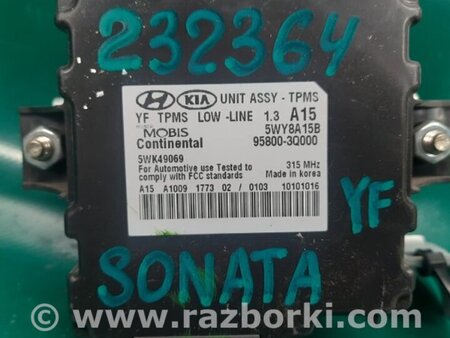 232364
HYUNDAI KIA UNIT ASSY - TPMS
YF TPMS LOW -LINE 1.3 A15
MOBIS 5WY8A15B
Continental 95800-3Q000
5WK49069
For Automotive use Tested to 315 MHz
comply with FCC standards Made in korea
A15 A1009 1773 02 / 0103 10101016
YF
SONATA
www.razborki.com